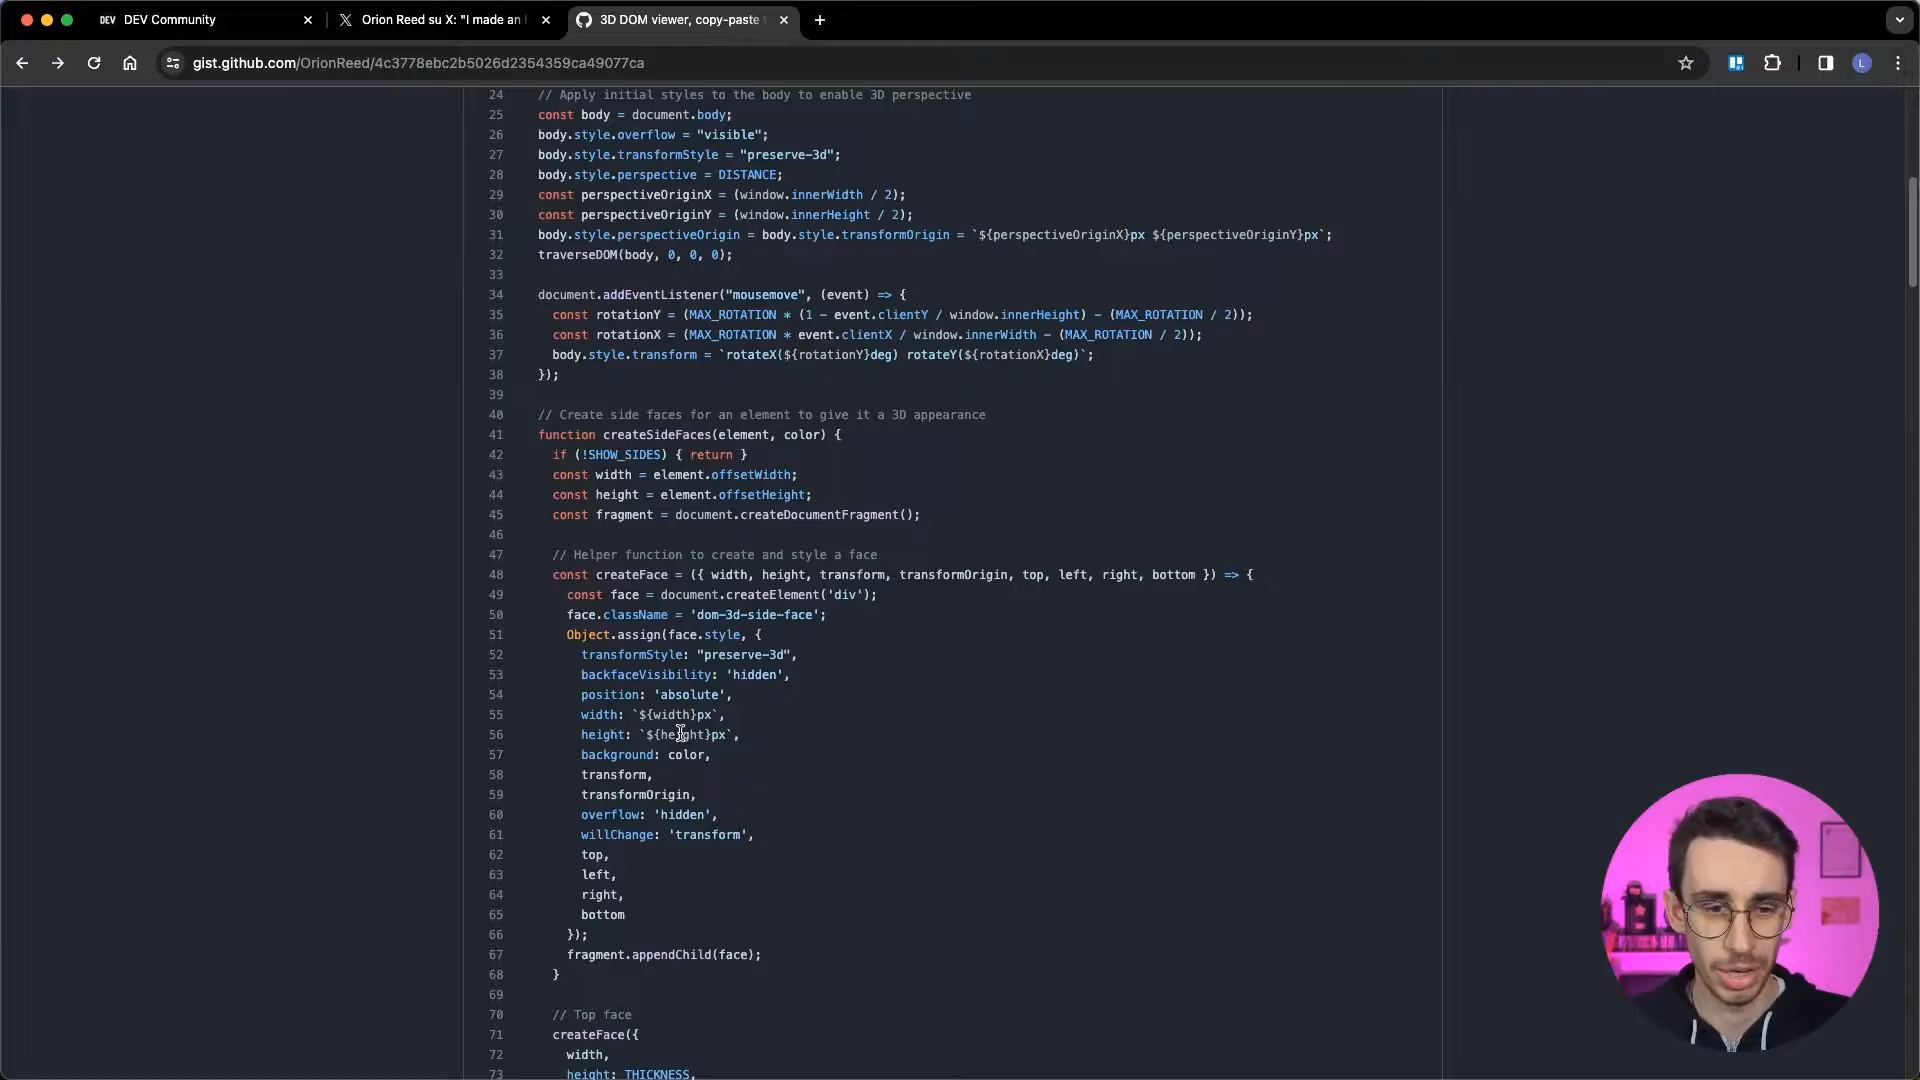 DEV DEV Community
Orion Reed su X: "I made an
3D DOM viewer, copy-paste
gist.github.com/OrionReed/4c3778ebc2b5026d2354359ca49077ca
L
24 // Apply initial styles to the body to enable 3D perspective
25 const body = document.body;
26 body.style.overflow = "visible";
27 body.style.transformStyle = "preserve-3d";
28 body.style.perspective = DISTANCE;
29 const perspectiveOriginX = (window.innerWidth / 2);
30 const perspectiveOriginY = (window.innerHeight / 2);
31 body.style.perspectiveOrigin = body.style.transformOrigin = `${perspectiveOriginX}px ${perspectiveOriginY}px`;
32 traverseDOM(body, 0, 0, 0);
33
34 document.addEventListener("mousemove", (event) => {
35 const rotationY = (MAX_ROTATION * (1 - event.clientY / window.innerHeight) - (MAX_ROTATION / 2));
36 const rotationX = (MAX_ROTATION * event.clientX / window.innerWidth - (MAX_ROTATION / 2));
37 body.style.transform = `rotateX(${rotationY}deg) rotateY(${rotationX}deg)`;
38 });
39
40 // Create side faces for an element to give it a 3D appearance
41 function createSideFaces(element, color) {
42 if (!SHOW_SIDES) { return }
43 const width = element.offsetWidth;
44 const height = element.offsetHeight;
45 const fragment = document.createDocumentFragment();
46
47 // Helper function to create and style a face
48 const createFace = ({ width, height, transform, transformOrigin, top, left, right, bottom }) => {
49 const face = document.createElement('div');
50 face.className = 'dom-3d-side-face';
51 Object.assign(face.style, {
52 transformStyle: "preserve-3d",
53 backfaceVisibility: 'hidden',
54 position: 'absolute',
55 width: `${width}px`,
56 height: `${height}px`,
57 background: color,
58 transform,
59 transformOrigin,
60 overflow: 'hidden',
61 willChange: 'transform',
62 top,
63 left,
64 right,
65 bottom
66 });
67 fragment.appendChild(face);
68 }
69
70 // Top face
71 createFace({
72 width,
73 height: THICKNESS,